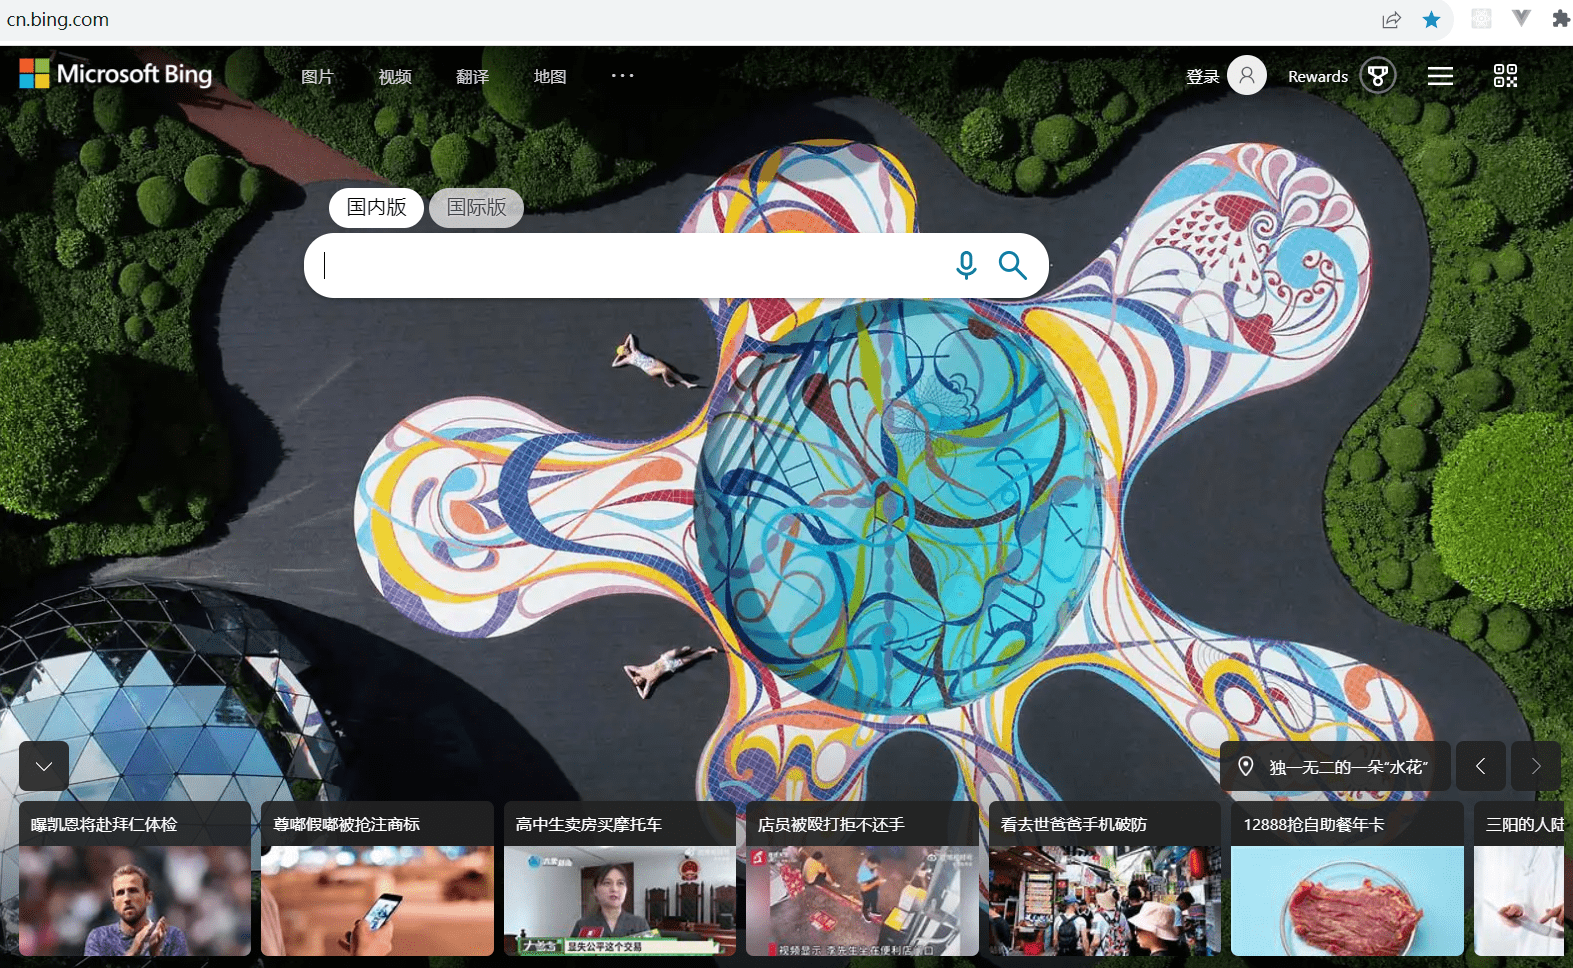 cn.bing.com
Microsoft Bing
图片
视频
翻译
地图
登录
Rewards
国内版
国际版
独一无二的一朵“水花”
曝凯恩将赴拜仁体检
尊嘟假嘟被抢注商标
高中生卖房买摩托车
店员被殴打拒不还手
看去世爸爸手机破防
12888抢自助餐年卡
三阳的人陆
显失公平这个交易
视频显示 李先生坐在便利店门口